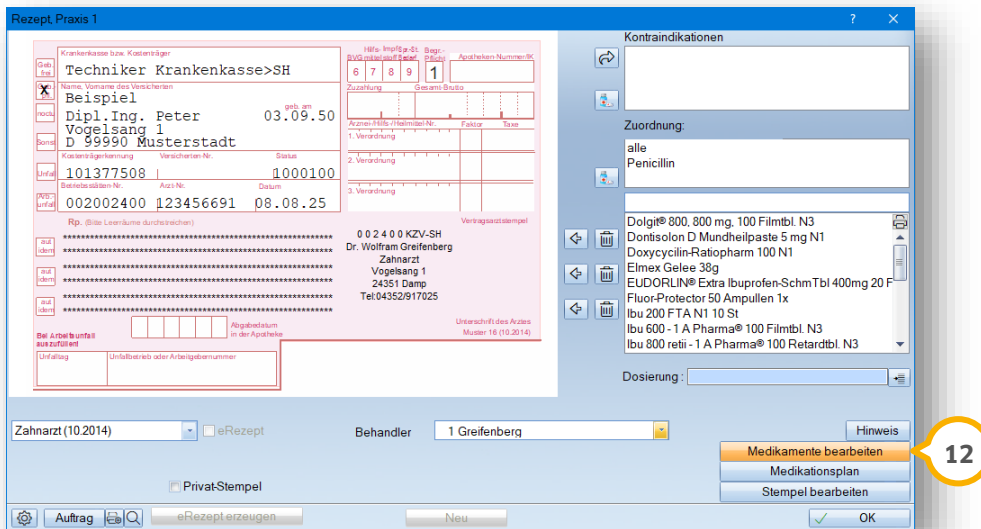 Rezept, Praxis 1
Krankenkasse bzw. Kostenträger
Techniker Krankenkasse>SH
Name, Vorname des Versicherten
Beispiel
Dipl.Ing. Peter
geb. am
03.09.50
Vogelsang 1
D 99990 Musterstadt
Kostenträgerkennung Versicherten-Nr. Status
101377508 1000100
Betriebsstätten-Nr. Arzt-Nr. Datum
002002400 123456691 08.08.25
Geb. frei
X
noctu
Sonst
Unfall
Arb.-unfall
Begr.-Pflicht
Apotheken-Nummer/IK
6 7 8 9 1
Zuzahlung Gesamt-Brutto
Arznei-/Hilfs-/Heilmittel-Nr. Faktor Taxe
1. Verordnung
2. Verordnung
3. Verordnung
Rp. (Bitte Leerräume durchstreichen)
Vertragsarztstempel
aut idem
aut idem
aut idem
0 0 2 4 0 0 KZV-SH
Dr. Wolfram Greifenberg
Zahnarzt
Vogelsang 1
24351 Damp
Tel:04352/917025
Abgabedatum
in der Apotheke
Bei Arbeitsunfall
auszufüllen!
Unterschrift des Arztes
Muster 16 (10.2014)
Unfalltag Unfallbetrieb oder Arbeitgebernummer
Kontraindikationen
Zuordnung:
alle
Penicillin
Dolgit® 800, 800 mg, 100 Filmtbl. N3
Dontisolon D Mundheilpaste 5 mg N1
Doxycyclin-Ratiopharm 100 N1
Elmex Gelee 38g
EUDORLIN® Extra Ibuprofen-SchmTbl 400mg 20 F
Fluor-Protector 50 Ampullen 1x
Ibu 200 FTA N1 10 St
Ibu 600 - 1 A Pharma® 100 Filmtbl. N3
Ibu 800 retii - 1 A Pharma® 100 Retardtbl. N3
Dosierung :
Zahnarzt (10.2014)
eRezept
Behandler
1 Greifenberg
Hinweis
Medikamente bearbeiten
12
Medikationsplan
Privat-Stempel
Stempel bearbeiten
Auftrag
eRezept erzeugen
Neu
OK